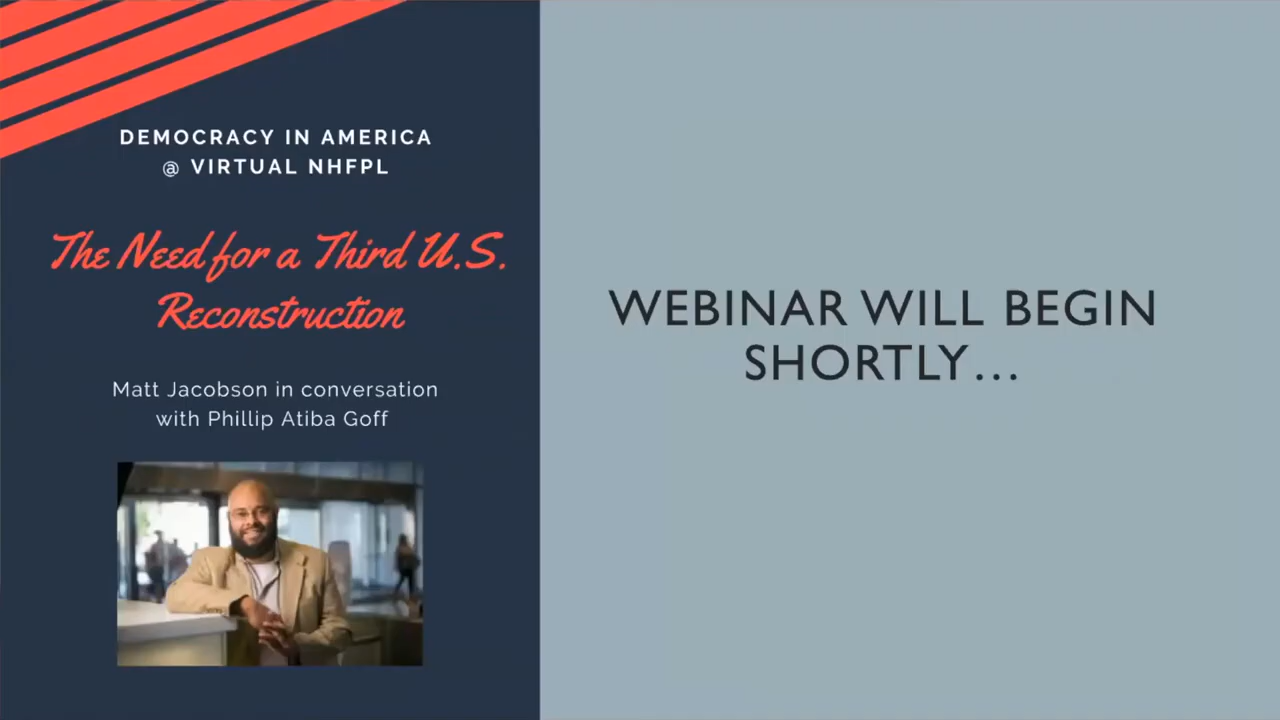 DEMOCRACY IN AMERICA
@ VIRTUAL NHFPL
The Need for a Third U.S.
Reconstruction
Matt Jacobson in conversation
with Phillip Atiba Goff
WEBINAR WILL BEGIN
SHORTLY...